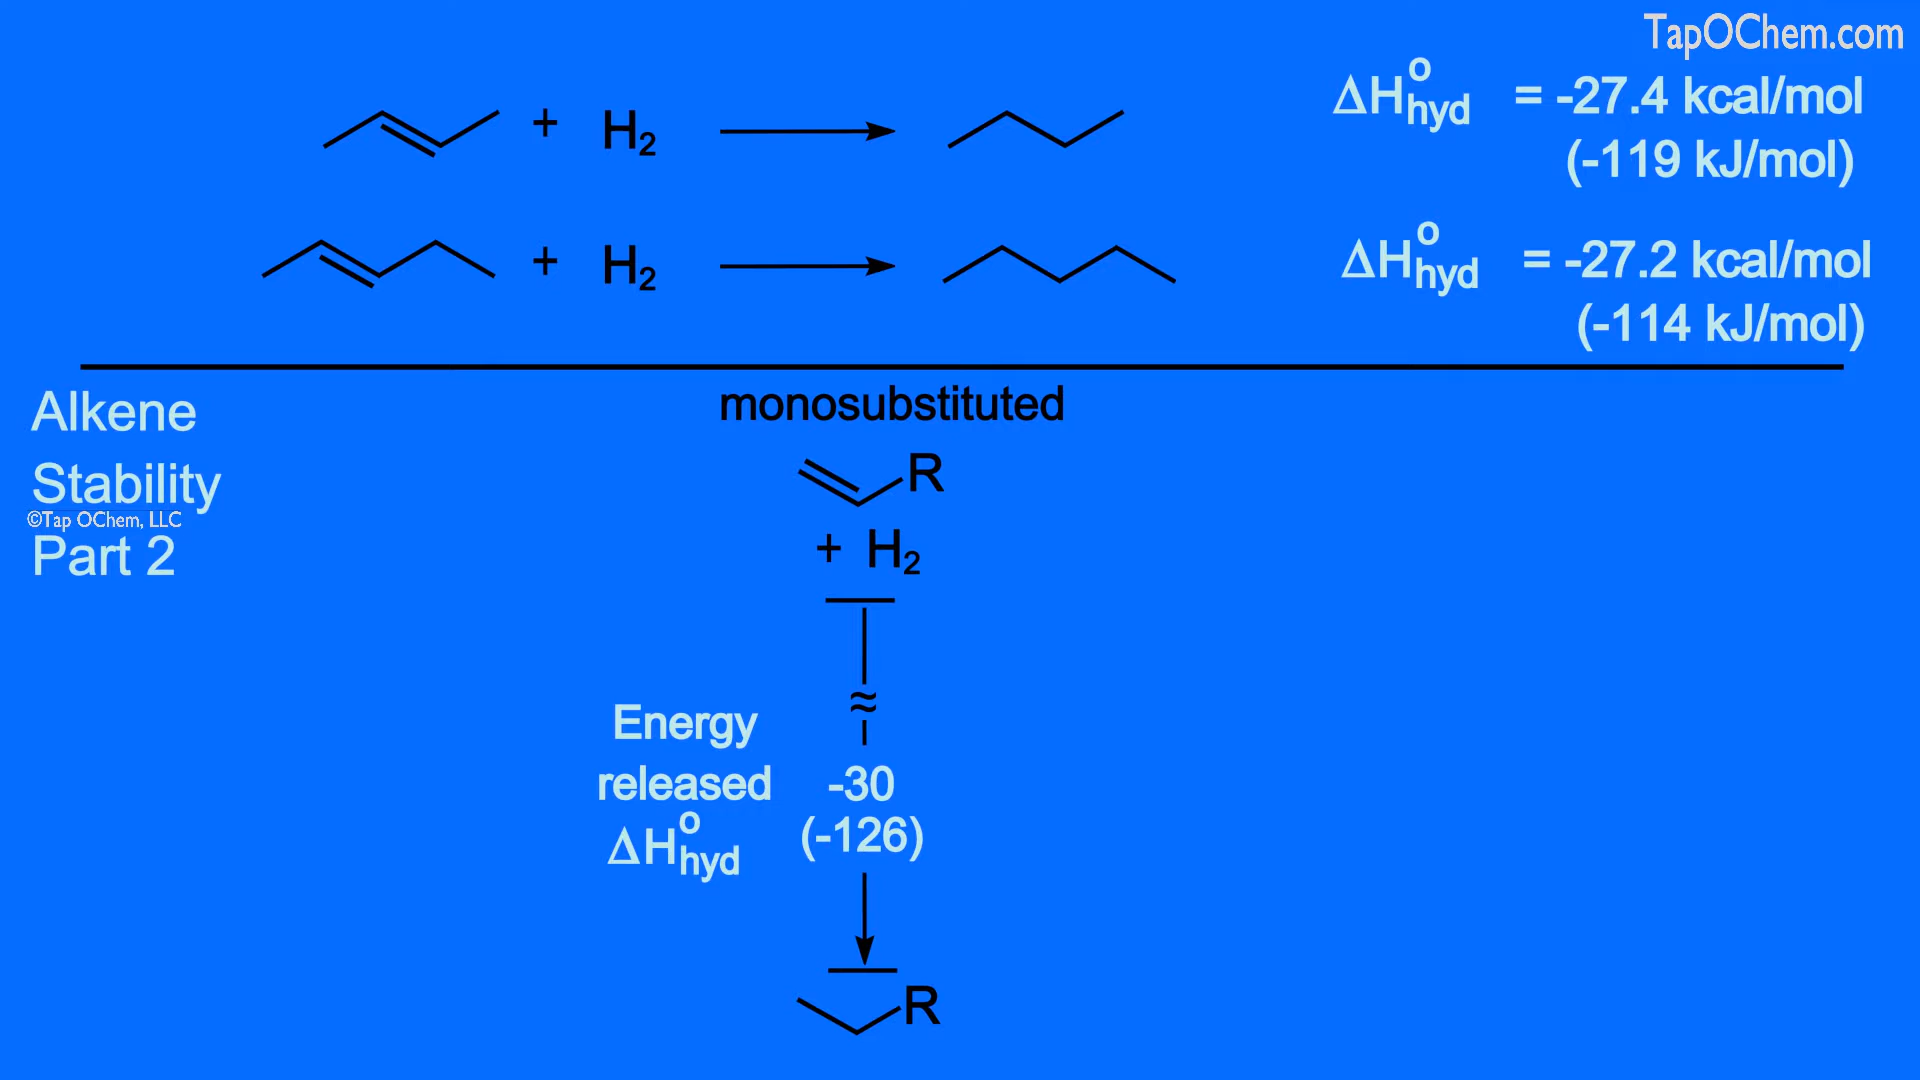 TapOChem.com
+ H2
ΔH°hyd = -27.4 kcal/mol
(-119 kJ/mol)
+ H2
ΔH°hyd = -27.2 kcal/mol
(-114 kJ/mol)
Alkene
Stability
©Tap OChem, LLC
Part 2
monosubstituted
R
+ H2
≈
Energy
released -30
ΔH°hyd (-126)
R